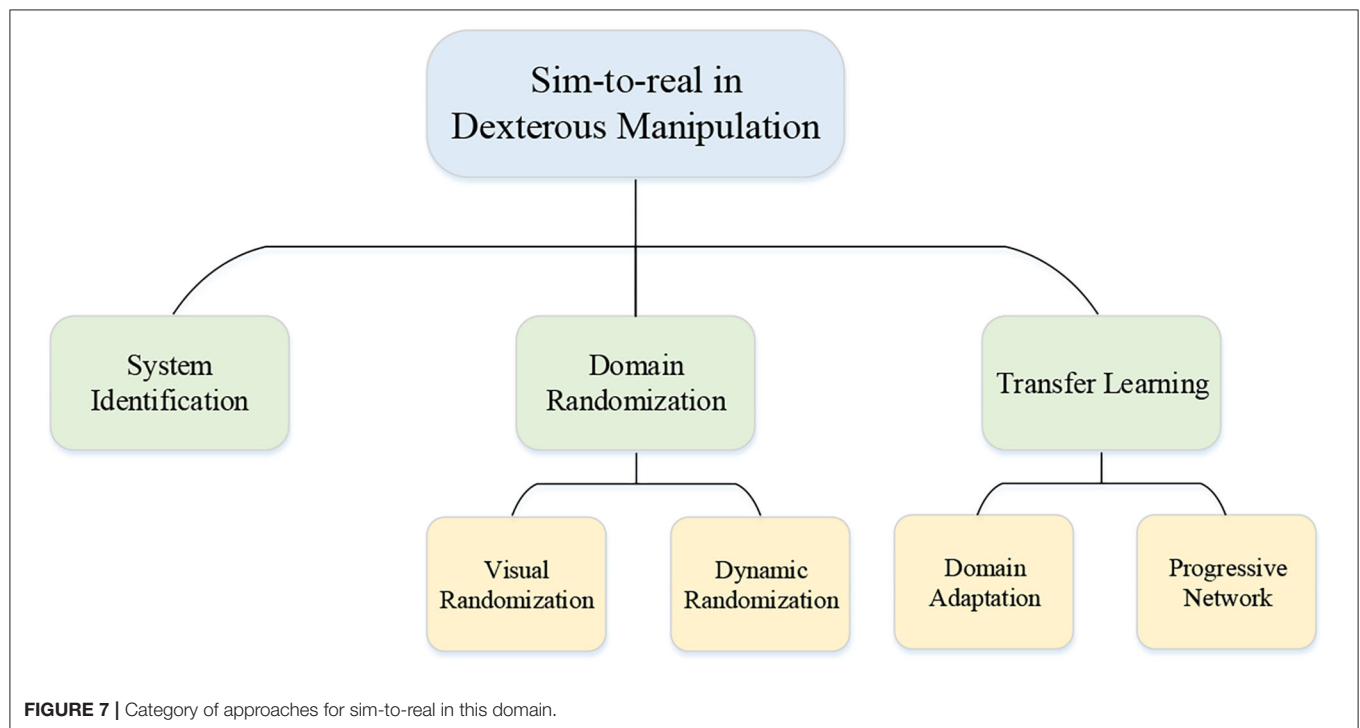 Sim-to-real in
Dexterous Manipulation
System
Identification
Domain
Randomization
Transfer Learning
Visual
Randomization
Dynamic
Randomization
Domain
Adaptation
Progressive
Network
FIGURE 7 | Category of approaches for sim-to-real in this domain.